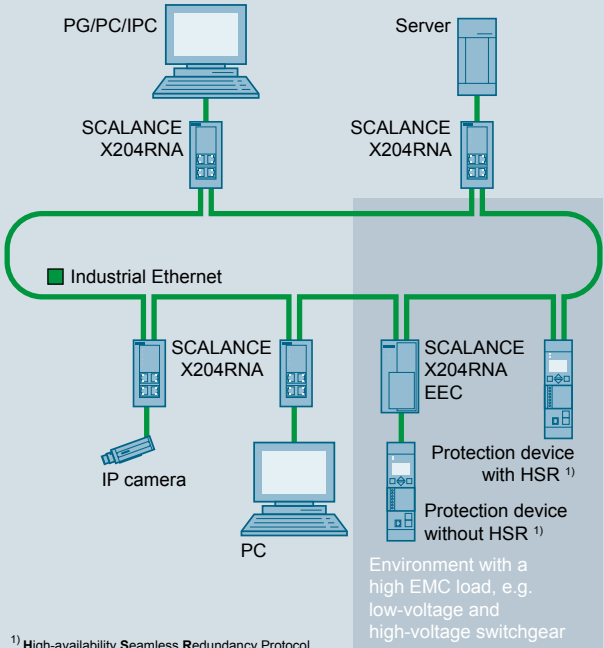 PG/PC/IPC
Server
SCALANCE
X204RNA
SCALANCE
X204RNA
Industrial Ethernet
SCALANCE
X204RNA
SCALANCE
X204RNA
EEC
IP camera
PC
Protection device
with HSR 1)
Protection device
without HSR 1)
Environment with a
high EMC load, e.g.
low-voltage and
high-voltage switchgear
1) High-availability Seamless Redundancy Protocol